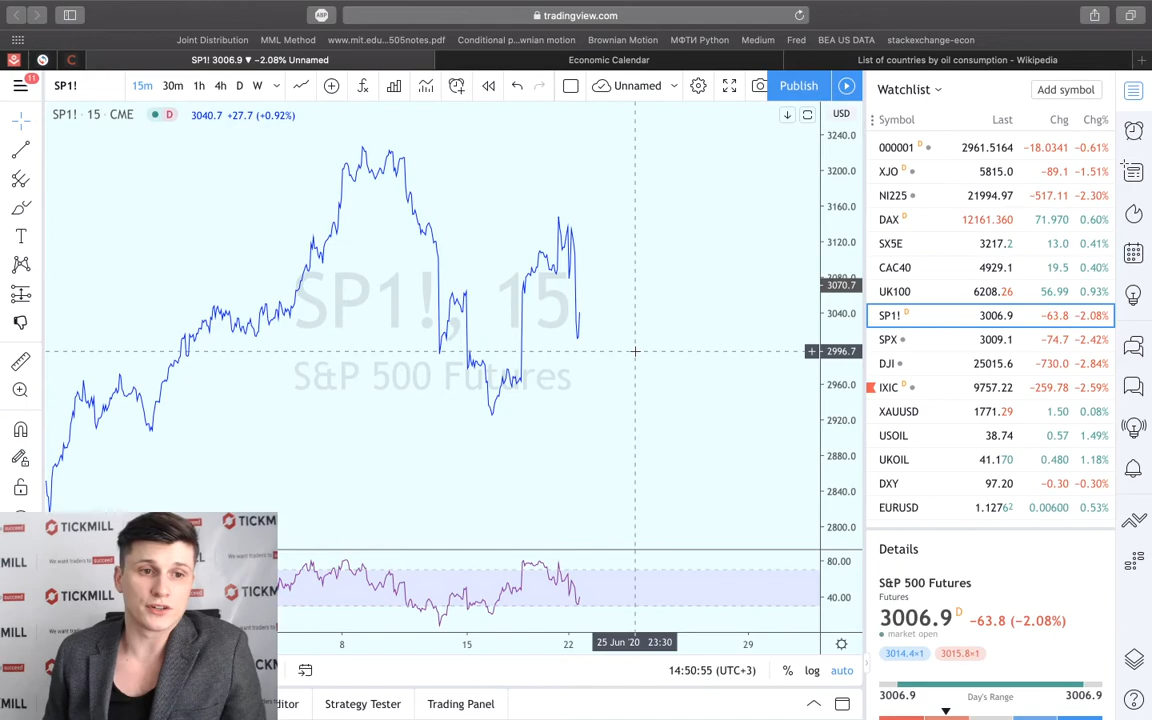 ABP
tradingview.com
Joint Distribution
MML Method
www.mit.edu...505notes.pdf
Conditional p...wnian motion
Brownian Motion
МФТИ Python
Medium
Fred
BEA US DATA
stackexchange-econ
SP1! 3006.9 ▼ −2.08% Unnamed
Economic Calendar
List of countries by oil consumption - Wikipedia
11
SP1!
15m 30m 1h 4h D W
Unnamed
Publish
SP1! · 15 · CME
D
3040.7 +27.7 (+0.92%)
USD
3240.0
3200.0
3160.0
3120.0
3080.0
3070.7
3040.0
2996.7
2960.0
2920.0
2880.0
2840.0
2800.0
SP1!, 15
S&P 500 Futures
80.00
40.00
8
15
22
25 Jun '20 23:30
29
14:50:55 (UTC+3)
% log auto
Strategy Tester
Trading Panel
Watchlist
Add symbol
Symbol Last Chg Chg%
000001 D 2961.5164 −18.0341 −0.61%
XJO D 5815.0 −89.1 −1.51%
NI225 21994.97 −517.11 −2.30%
DAX D 12161.360 71.970 0.60%
SX5E 3217.2 13.0 0.41%
CAC40 4929.1 19.5 0.40%
UK100 6208.26 56.99 0.93%
SP1! D 3006.9 −63.8 −2.08%
SPX 3009.1 −74.7 −2.42%
DJI 25015.6 −730.0 −2.84%
IXIC D 9757.22 −259.78 −2.59%
XAUUSD 1771.29 1.50 0.08%
USOIL 38.74 0.57 1.49%
UKOIL 41.170 0.480 1.18%
DXY 97.20 −0.30 −0.30%
EURUSD 1.12762 0.00600 0.53%
Details
S&P 500 Futures
Futures
3006.9 D −63.8 (−2.08%)
market open
3014.4×1 3015.8×1
3006.9 Day's Range 3006.9
TICKMILL
We want traders to succeed